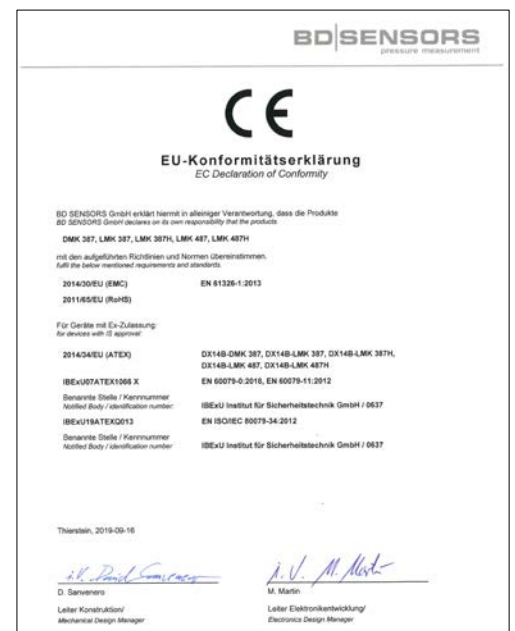 BD|SENSORS
pressure measurement
CE
EU-Konformitätserklärung
EC Declaration of Conformity
BD SENSORS GmbH erklärt hiermit in alleiniger Verantwortung, dass die Produkte
BD SENSORS GmbH declares on its own responsibility that the products
DMK 387, LMK 387, LMK 387H, LMK 487, LMK 487H
mit den aufgeführten Richtlinien und Normen übereinstimmen.
fulfil the below mentioned requirements and standards.
2014/30/EU (EMC) EN 61326-1:2013
2011/65/EU (RoHS)
Für Geräte mit Ex-Zulassung:
for devices with IS approval:
2014/34/EU (ATEX) DX14B-DMK 387, DX14B-LMK 387, DX14B-LMK 387H,
DX14B-LMK 487, DX14B-LMK 487H
IBExU07ATEX1066 X EN 60079-0:2018, EN 60079-11:2012
Benannte Stelle / Kennnummer
Notified Body / identification number: IBExU Institut für Sicherheitstechnik GmbH / 0637
IBExU19ATEXQ013 EN ISO/IEC 80079-34:2012
Benannte Stelle / Kennnummer
Notified Body / identification number IBExU Institut für Sicherheitstechnik GmbH / 0637
Thierstein, 2019-09-16
i.V. David Sanvenero i.V. M. Martin
D. Sanvenero M. Martin
Leiter Konstruktion/ Leiter Elektronikentwicklung/
Mechanical Design Manager Electronics Design Manager